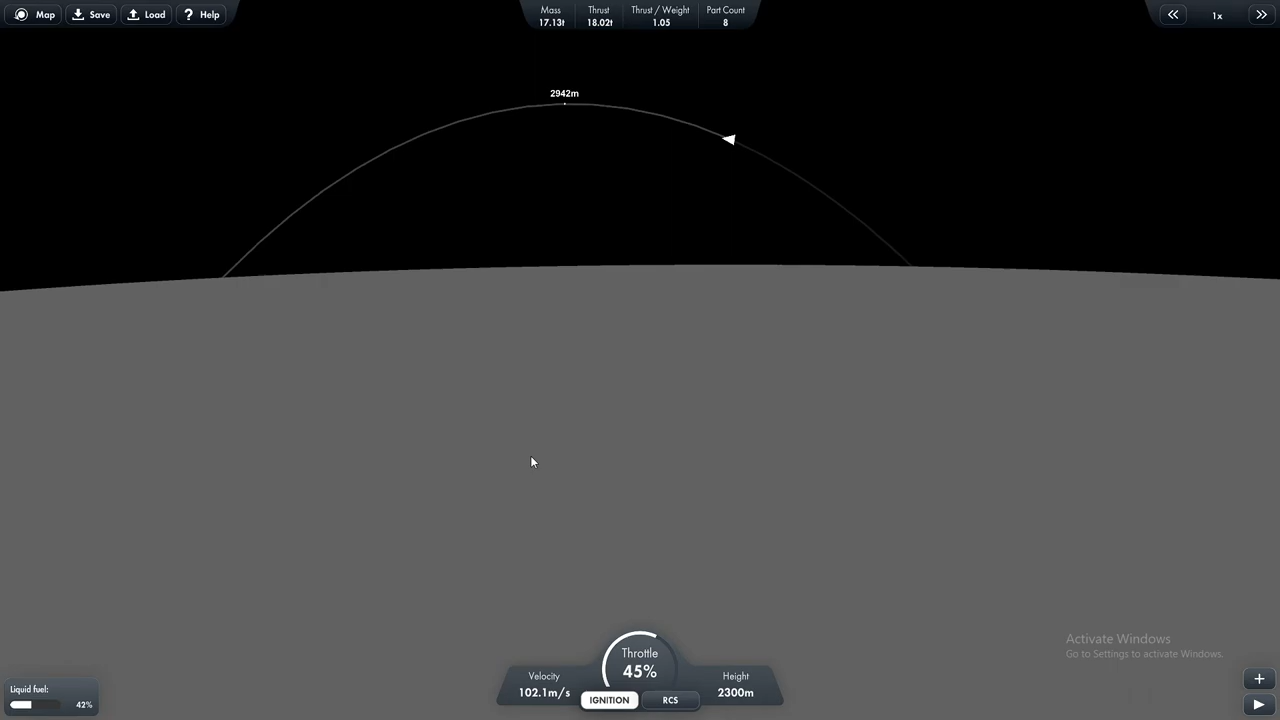 Map
Save
Load
Help
Mass
17.13t
Thrust
18.02t
Thrust / Weight
1.05
Part Count
8
1x
2942m
Throttle
45%
Velocity
102.1m/s
IGNITION
RCS
Height
2300m
Liquid fuel:
42%
Activate Windows
Go to Settings to activate Windows.